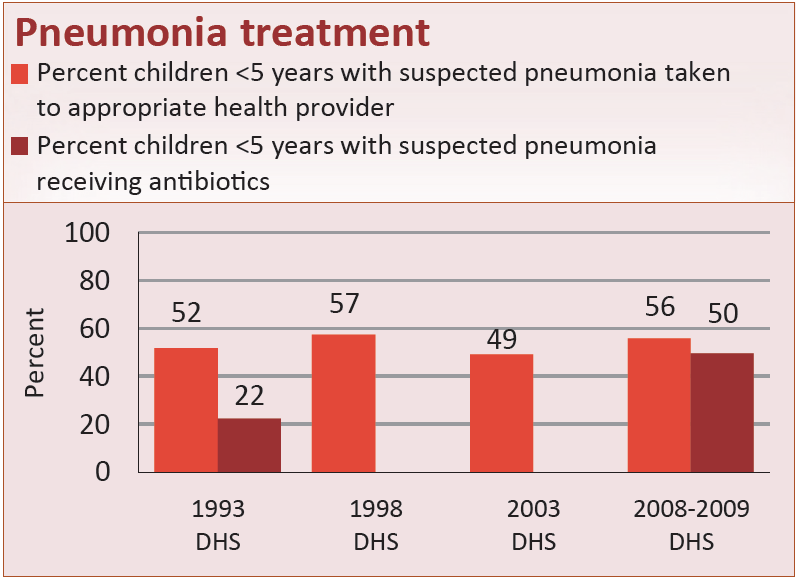 Pneumonia treatment
Percent children <5 years with suspected pneumonia taken
to appropriate health provider
Percent children <5 years with suspected pneumonia
receiving antibiotics
100
80
60
40
20
0
Percent
52
22
57
49
56
50
1993
DHS
1998
DHS
2003
DHS
2008-2009
DHS